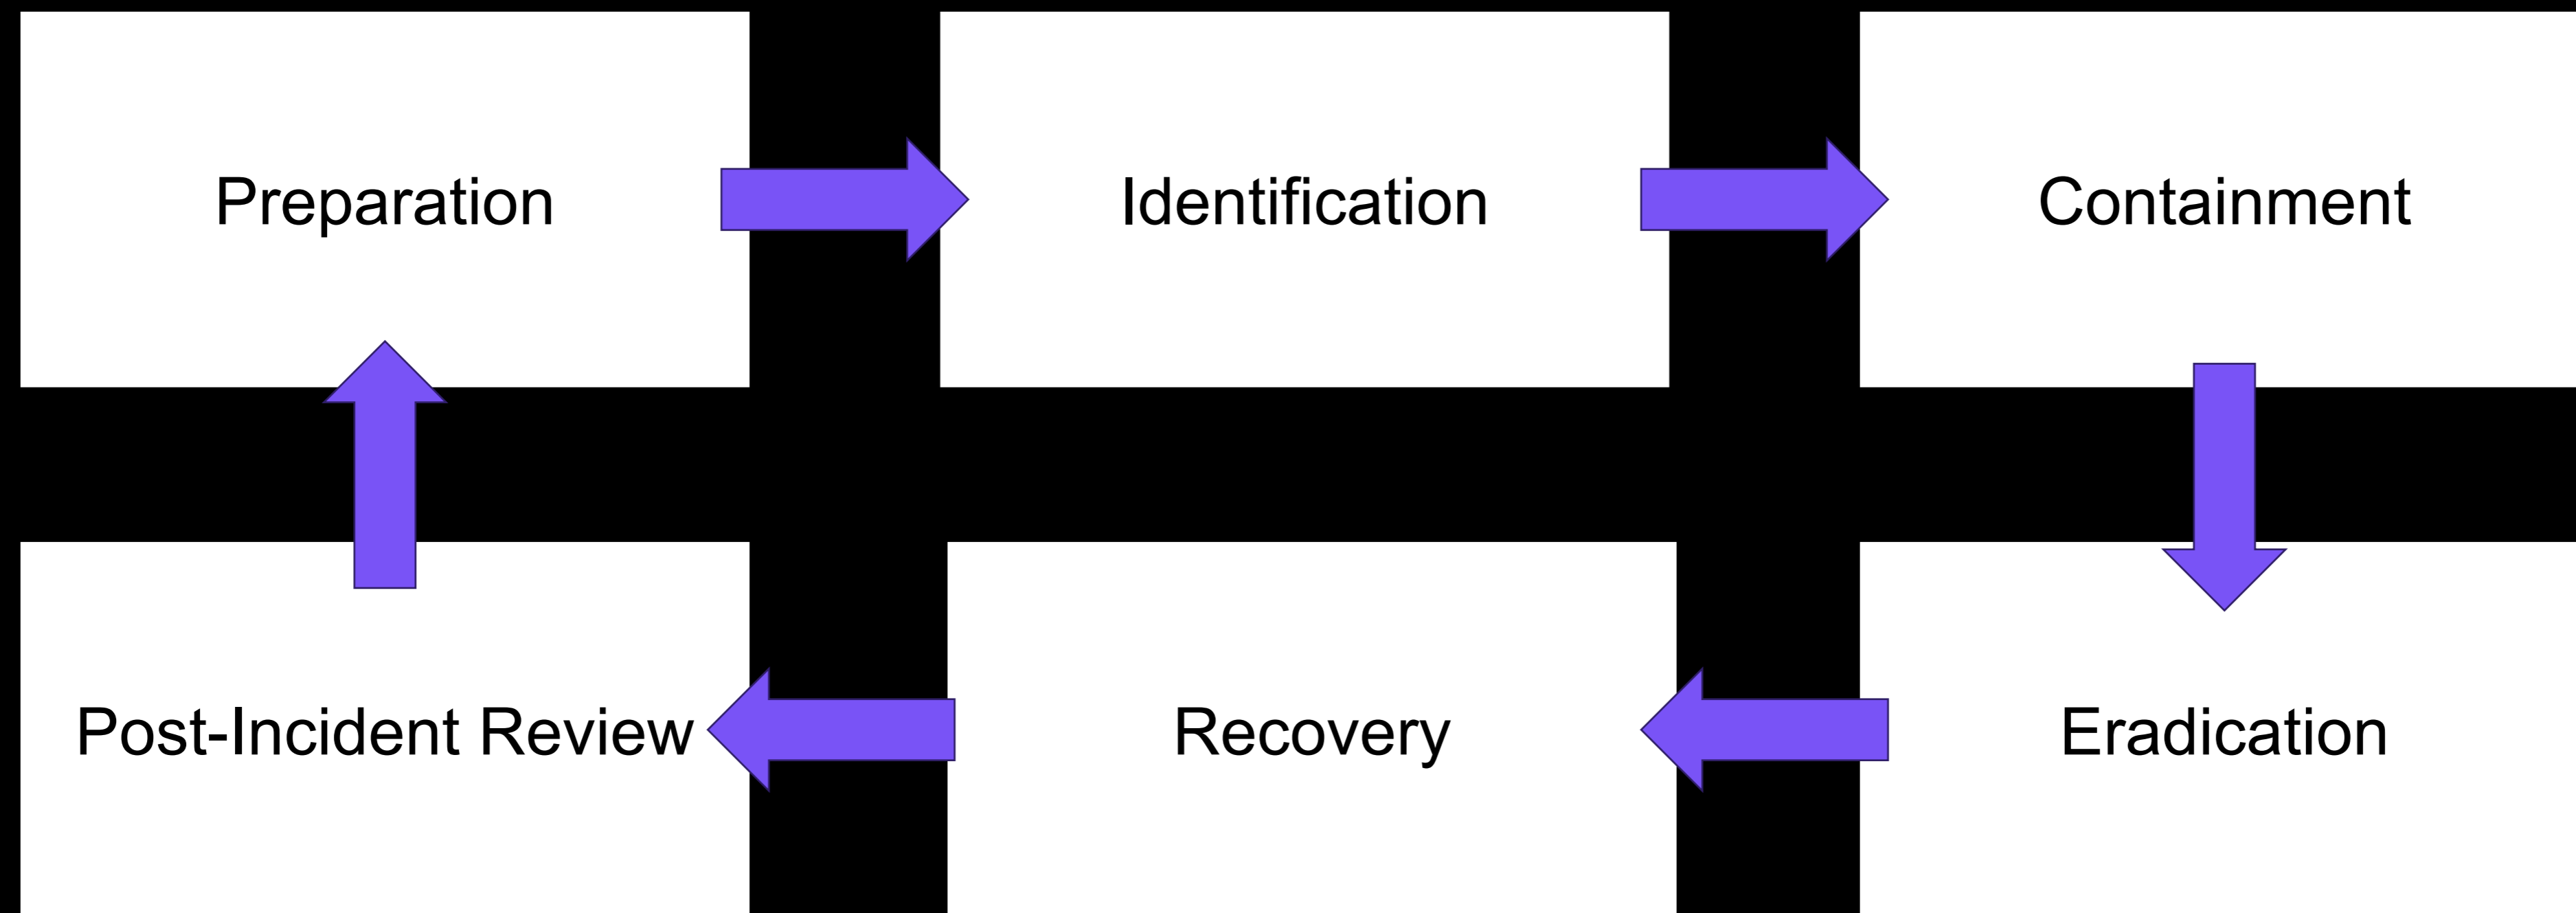 Preparation
Identification
Containment
Post-Incident Review
Recovery
Eradication